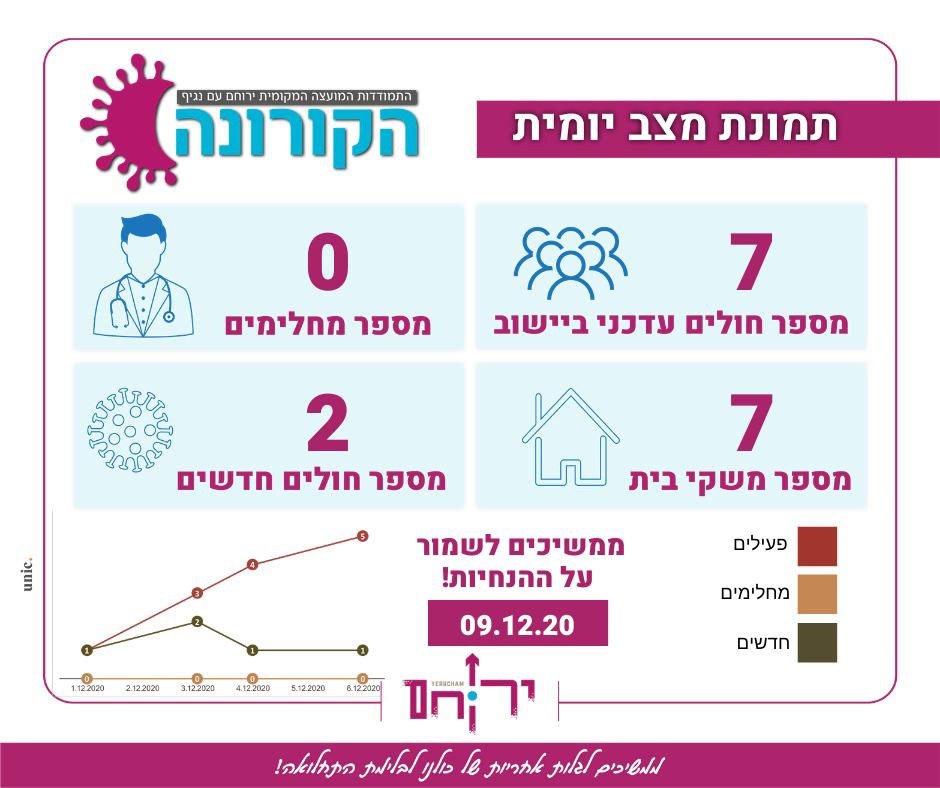 התמודדות המועצה המקומית ירוחם עם נגיף
הקורונה
תמונת מצב יומית
7
מספר חולים עדכני ביישוב
0
מספר מחלימים
7
מספר משקי בית
2
מספר חולים חדשים
פעילים
מחלימים
חדשים
ממשיכים לשמור
על ההנחיות!
09.12.20
5
4
3
2
1
1
1
0
0
0
0
1.12.2020 2.12.2020 3.12.2020 4.12.2020 5.12.2020 6.12.2020
unic.
YERUCHAM
ירוחם
ממשיכים לגלות אחריות של כולנו לבלימת התחלואה!